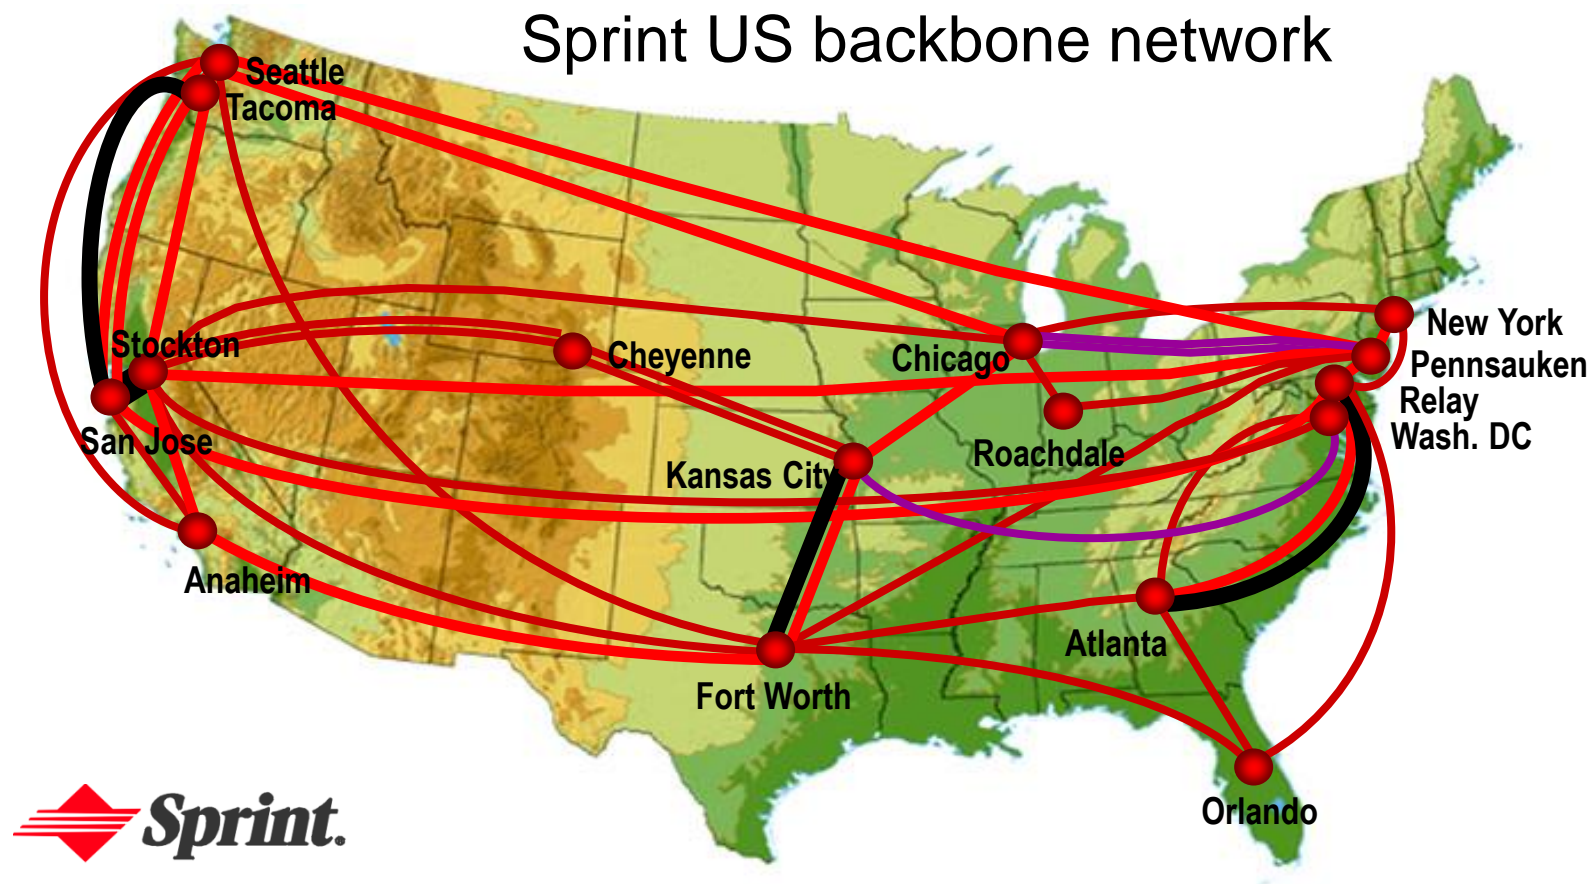 Sprint US backbone network
Seattle
Tacoma
Stockton
Cheyenne
Chicago
New York
Pennsauken
Relay
Wash. DC
San Jose
Roachdale
Kansas City
Anaheim
Atlanta
Fort Worth
Orlando
Sprint.